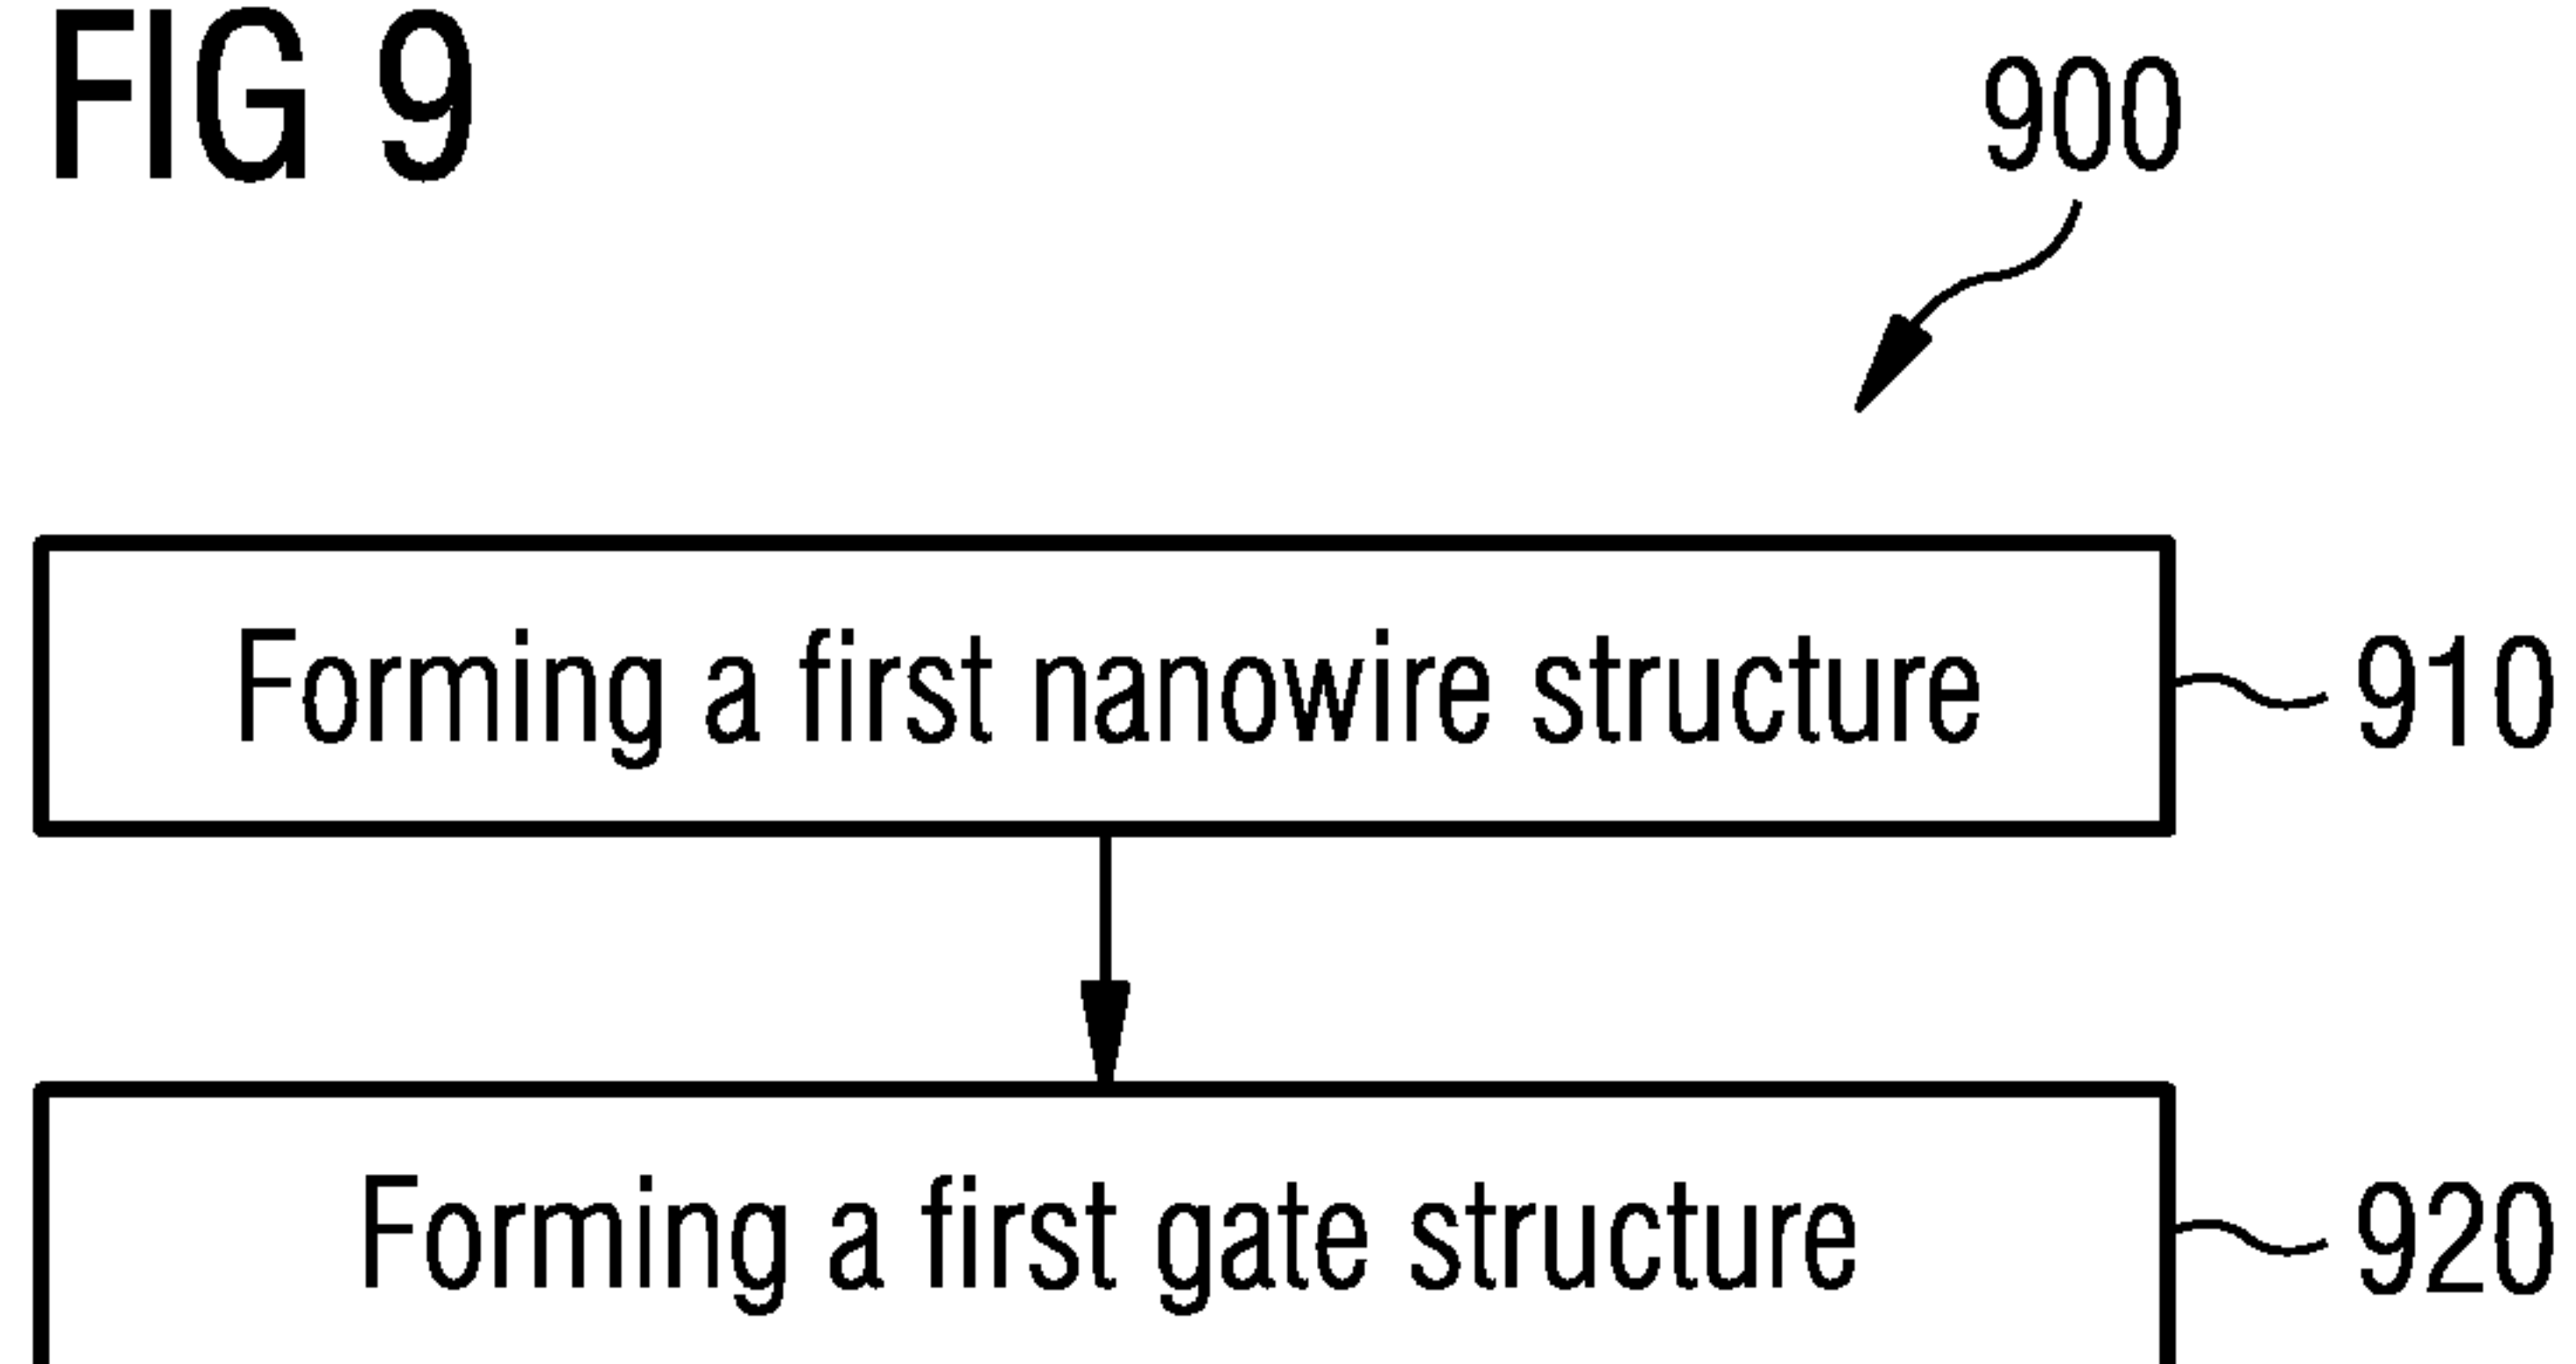 FIG 9
900
Forming a first nanowire structure
910
Forming a first gate structure
920